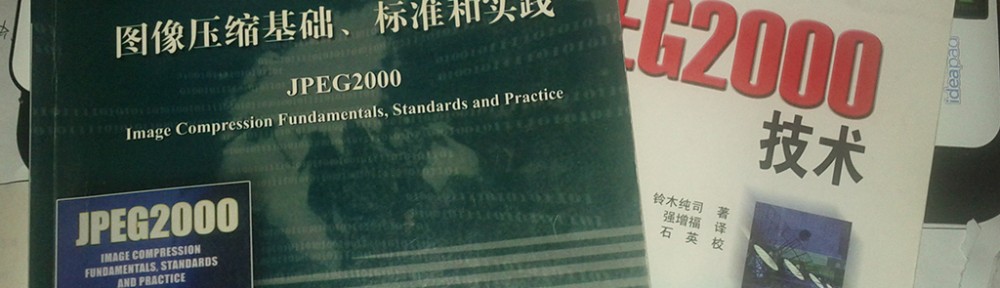 图像压缩基础、标准和实践
JPEG2000
Image Compression Fundamentals, Standards and Practice
JPEG2000
IMAGE COMPRESSION
FUNDAMENTALS, STANDARDS
AND PRACTICE
EG2000
技术
铃木纯司 著
强增福 译
石 英 校
ideapad